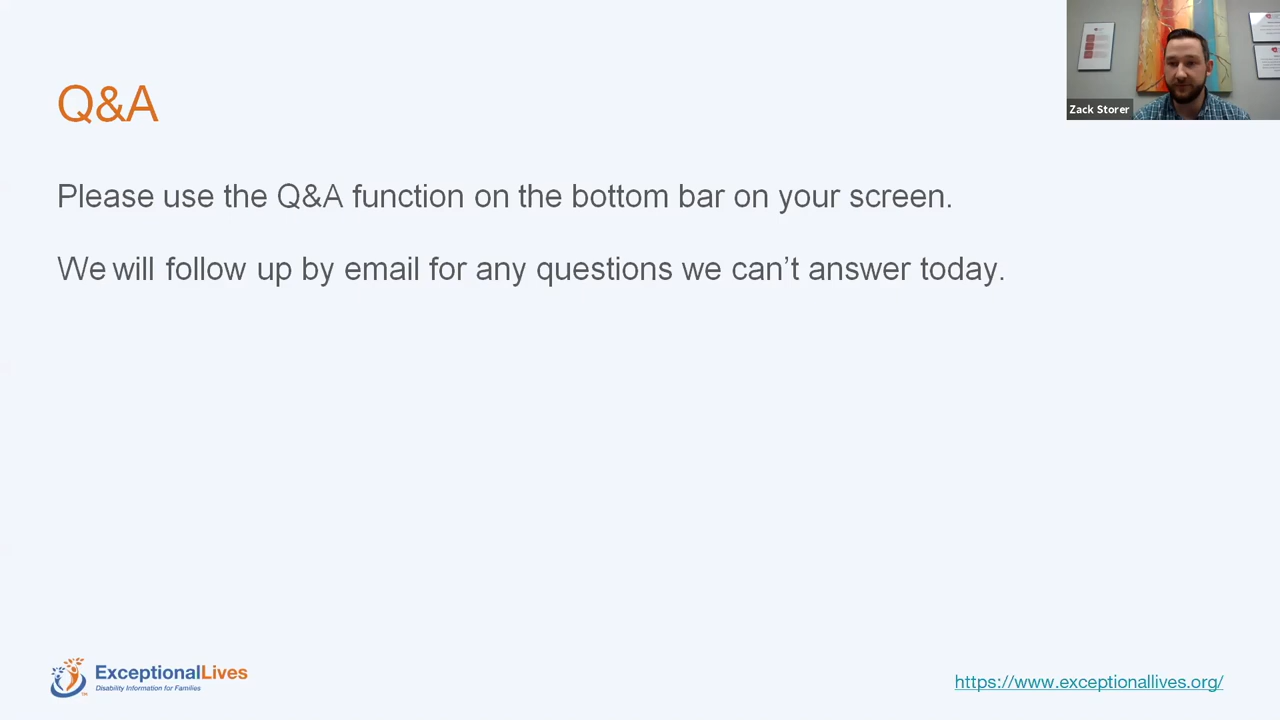 Zack Storer
Q&A
Please use the Q&A function on the bottom bar on your screen.
We will follow up by email for any questions we can’t answer today.
ExceptionalLives
Disability Information for Families
TM
https://www.exceptionallives.org/